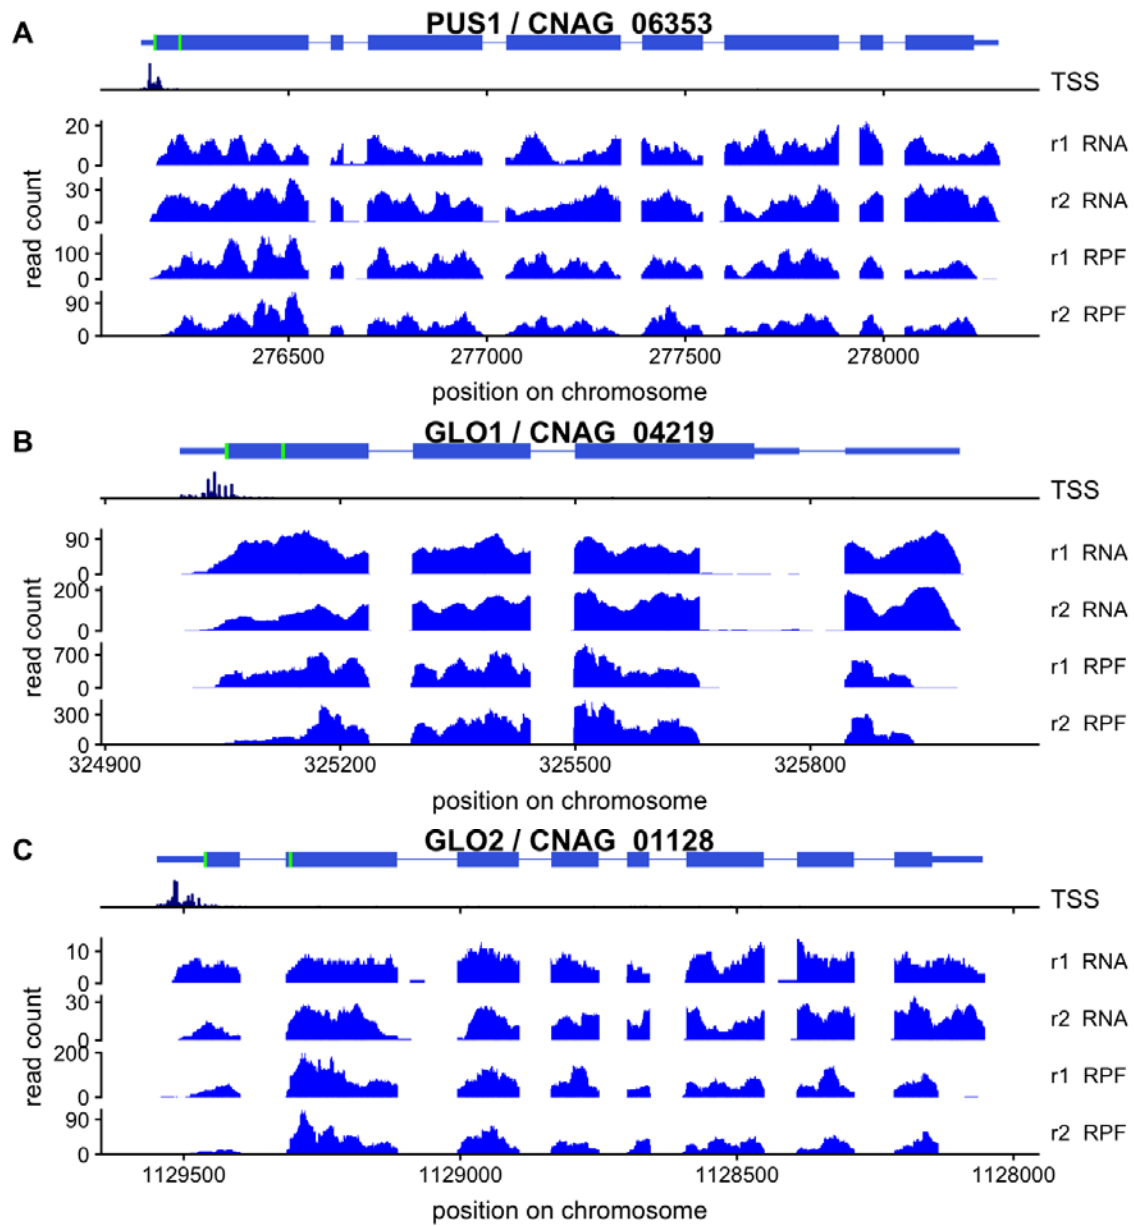 A
PUS1 / CNAG_06353
TSS
20
0
r1 RNA
30
0
r2 RNA
100
0
r1 RPF
90
0
r2 RPF
read count
276500 277000 277500 278000
position on chromosome
B
GLO1 / CNAG_04219
TSS
90
0
r1 RNA
200
0
r2 RNA
700
0
r1 RPF
300
0
r2 RPF
read count
324900 325200 325500 325800
position on chromosome
C
GLO2 / CNAG_01128
TSS
10
0
r1 RNA
30
0
r2 RNA
200
0
r1 RPF
90
0
r2 RPF
read count
1129500 1129000 1128500 1128000
position on chromosome